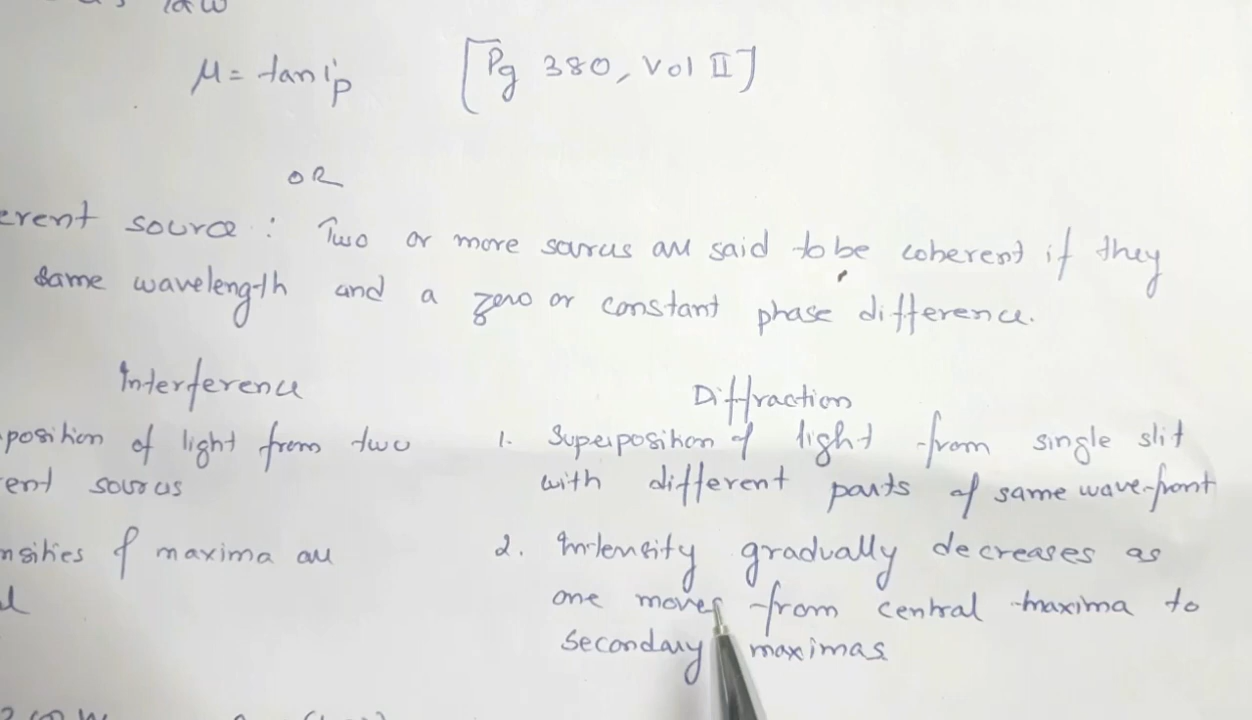 law
μ = tan ip [Pg 380, Vol II]
OR
erent source : Two or more sources are said to be coherent if they
same wavelength and a zero or constant phase difference.
Interference Diffraction
position of light from two 1. Superposition of light from single slit
ent sources with different parts of same wave-front
nsities of maxima are 2. Intensity gradually decreases as
one moves from central maxima to
secondary maximas